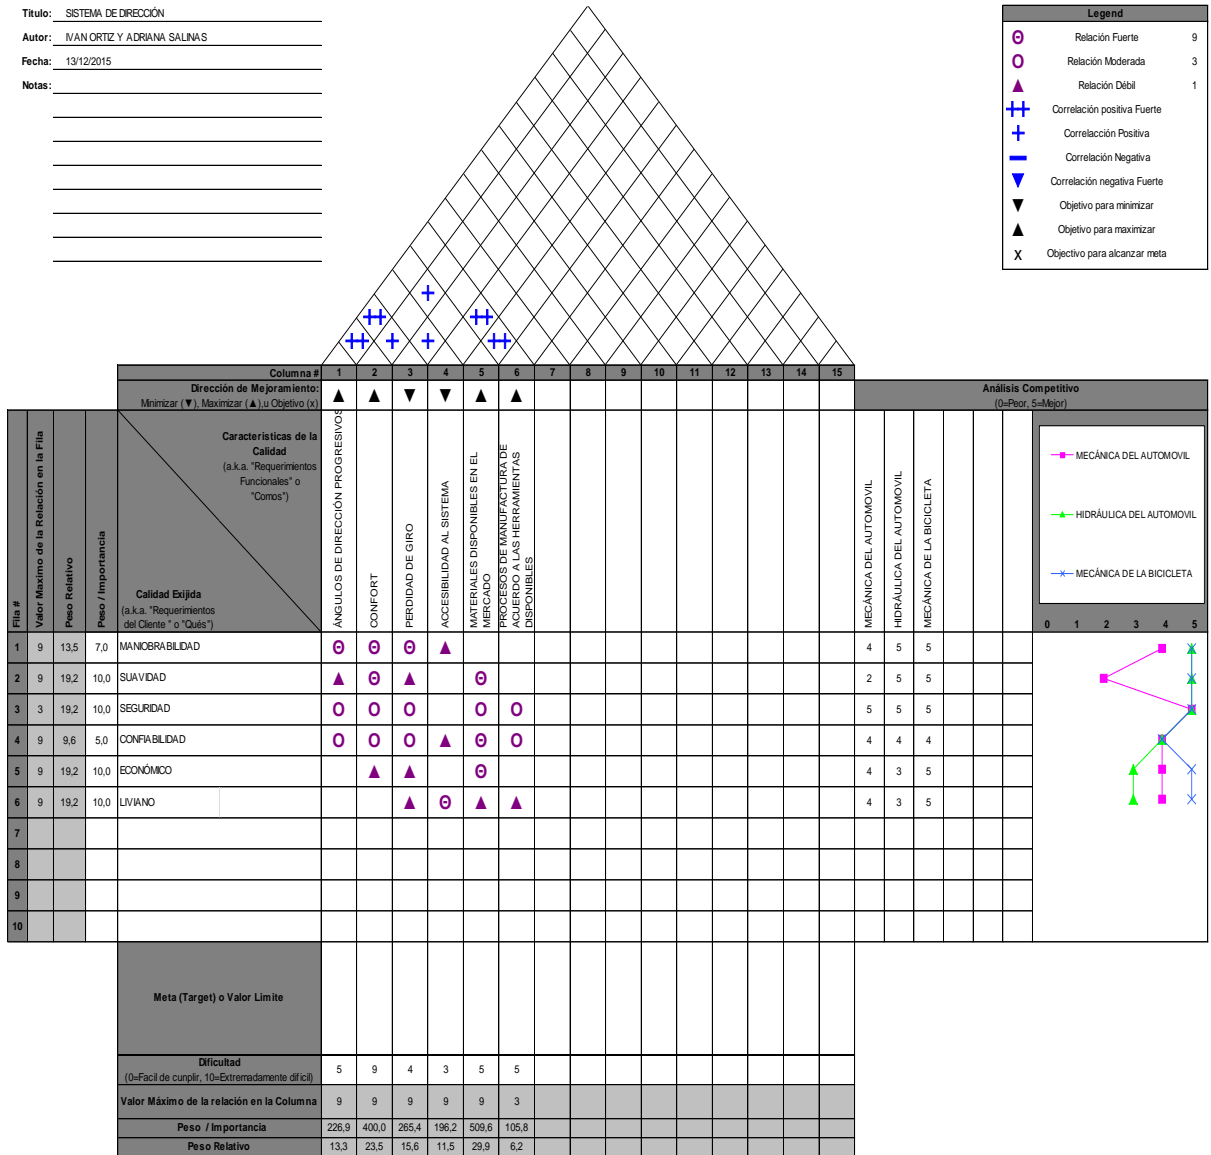 Titulo: SISTEMA DE DIRECCIÓN
Autor: IVAN ORTIZ Y ADRIANA SALINAS
Fecha: 13/12/2015
Notas:
Legend
Relación Fuerte 9
Relación Moderada 3
Relación Débil 1
Correlación positiva Fuerte
Correlacción Positiva
Correlación Negativa
Correlación negativa Fuerte
Objetivo para minimizar
Objetivo para maximizar
X Objectivo para alcanzar meta
Columna # 1 2 3 4 5 6 7 8 9 10 11 12 13 14 15
Dirección de Mejoramiento:
Minimizar (▼), Maximizar (▲),u Objetivo (x) ▲ ▲ ▼ ▼ ▲ ▲
Análisis Competitivo
(0=Peor, 5=Mejor)
Fila #
Valor Maximo de la Relación en la Fila
Peso Relativo
Peso / Importancia
Caracteristicas de la
Calidad
(a.k.a. "Requerimientos
Funcionales" o
"Comos")
Calidad Exijida
(a.k.a. "Requerimientos
del Cliente " o "Qués")
ÁNGULOS DE DIRECCIÓN PROGRESIVOS
CONFORT
PERDIDAD DE GIRO
ACCESIBILIDAD AL SISTEMA
MATERIALES DISPONIBLES EN EL
MERCADO
PROCESOS DE MANUFACTURA DE
ACUERDO A LAS HERRAMIENTAS
DISPONIBLES
MECÁNICA DEL AUTOMOVIL
HIDRÁULICA DEL AUTOMOVIL
MECÁNICA DE LA BICICLETA
MECÁNICA DEL AUTOMOVIL
HIDRÁULICA DEL AUTOMOVIL
MECÁNICA DE LA BICICLETA
0 1 2 3 4 5
1 9 13,5 7,0 MANIOBRABILIDAD Θ Θ Θ ▲ 4 5 5
2 9 19,2 10,0 SUAVIDAD ▲ Θ ▲ Θ 2 5 5
3 3 19,2 10,0 SEGURIDAD O O O O O 5 5 5
4 9 9,6 5,0 CONFIABILIDAD O O O ▲ Θ O 4 4 4
5 9 19,2 10,0 ECONÓMICO ▲ ▲ Θ 4 3 5
6 9 19,2 10,0 LIVIANO ▲ Θ ▲ ▲ 4 3 5
7
8
9
10
Meta (Target) o Valor Limite
Dificultad
(0=Facil de cunplir, 10=Extremadamente dificil) 5 9 4 3 5 5
Valor Máximo de la relación en la Columna 9 9 9 9 9 3
Peso / Importancia 226,9 400,0 265,4 196,2 509,6 105,8
Peso Relativo 13,3 23,5 15,6 11,5 29,9 6,2